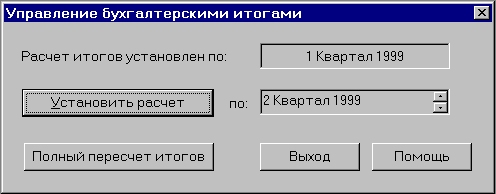 Управление бухгалтерскими итогами
Расчет итогов установлен по: 1 Квартал 1999
Установить расчет по: 2 Квартал 1999
Полный пересчет итогов Выход Помощь